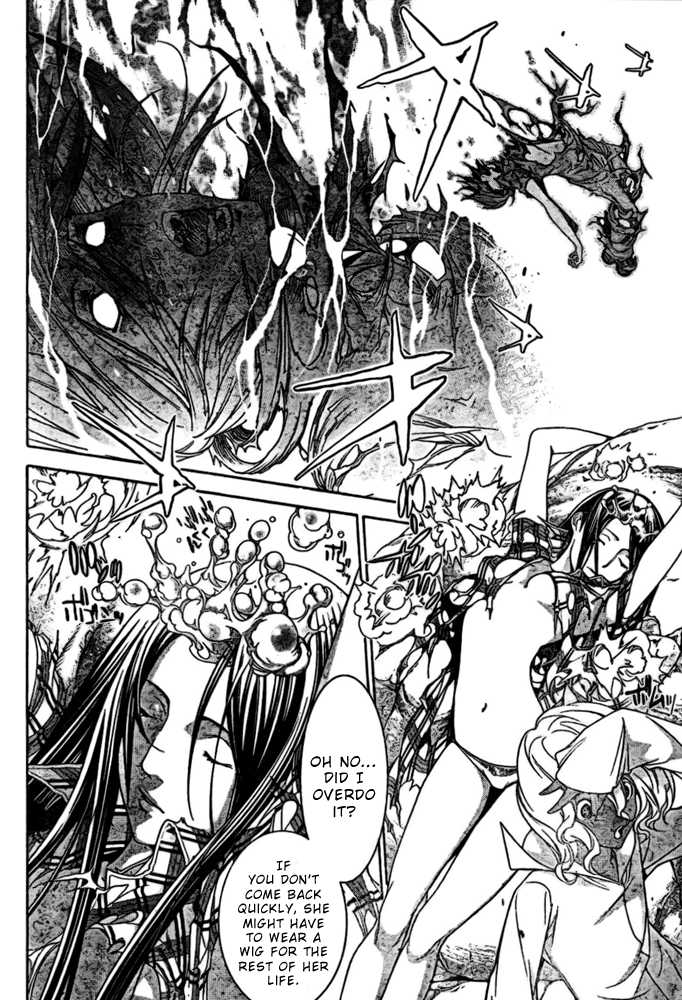 OH NO...
DID I
OVERDO
IT?
IF
YOU DON'T
COME BACK
QUICKLY, SHE
MIGHT HAVE
TO WEAR A
WIG FOR THE
REST OF HER
LIFE.